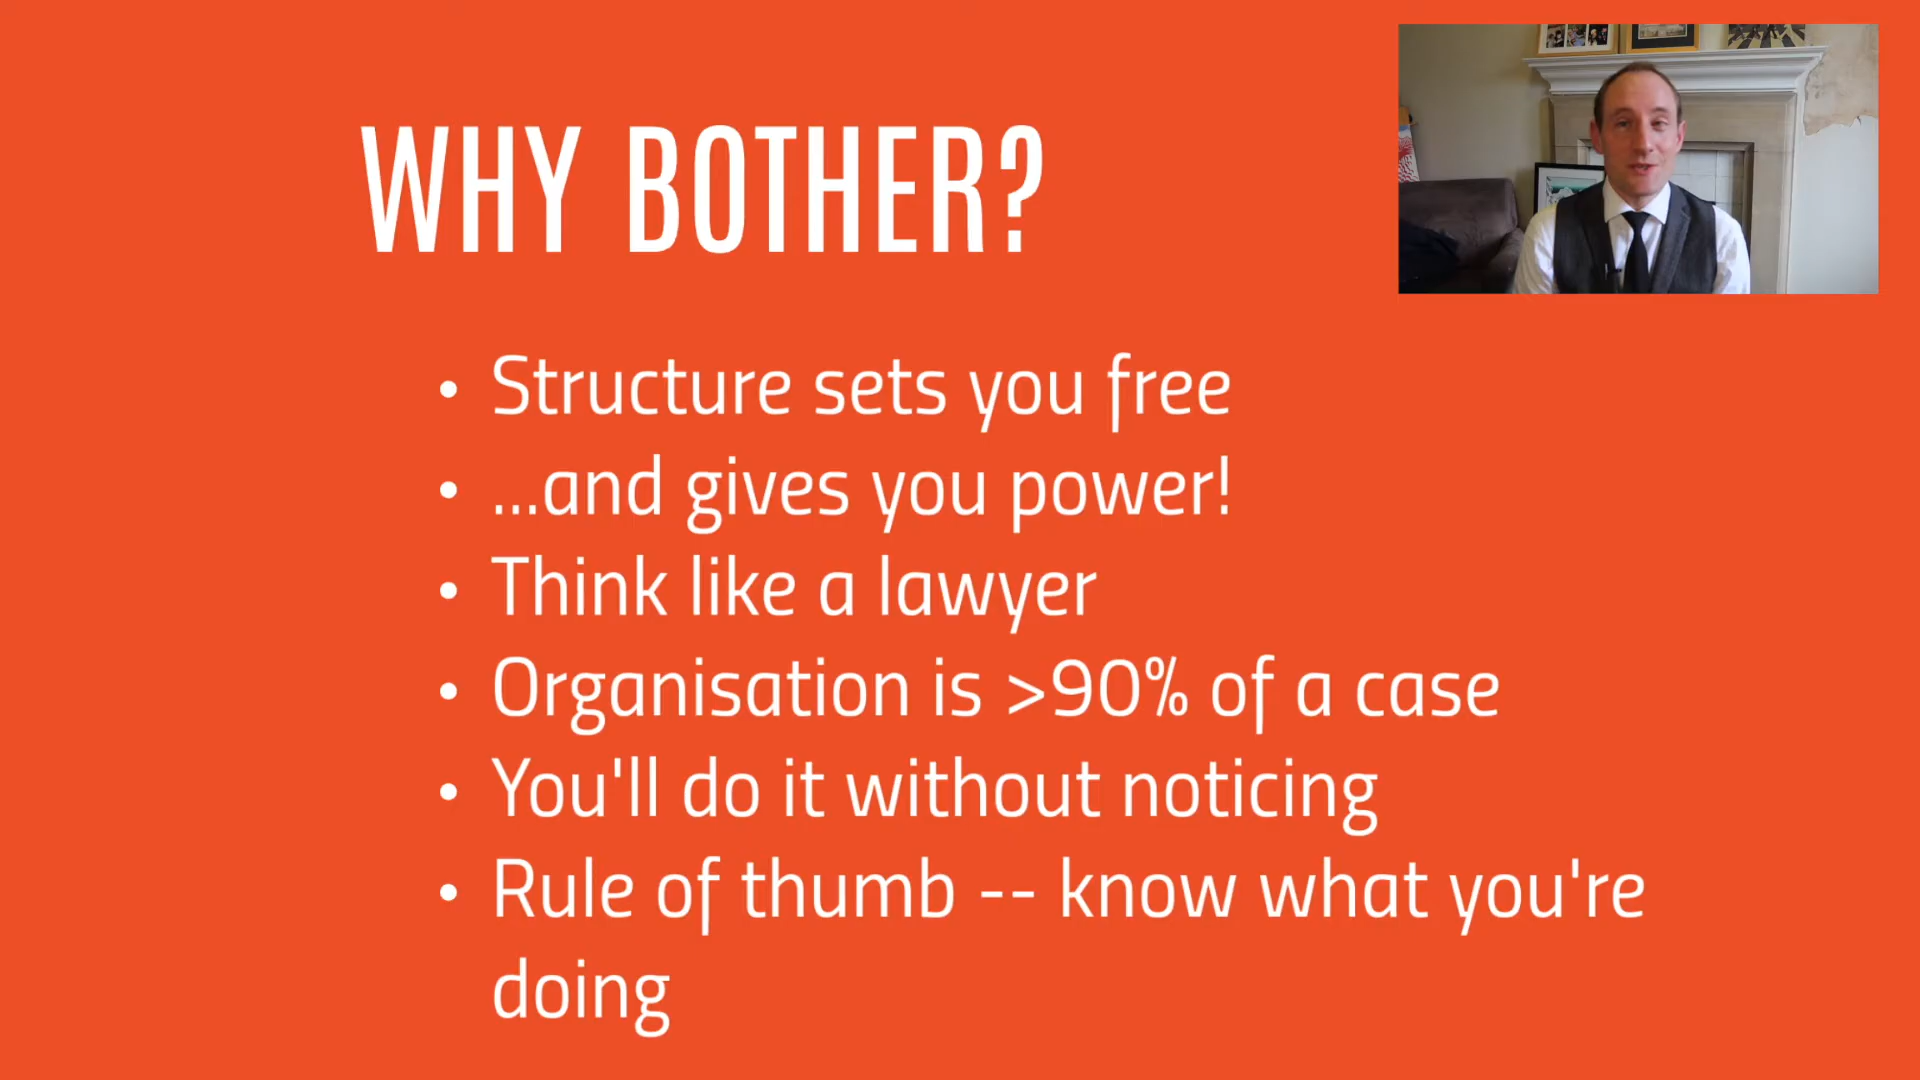 WHY BOTHER?
• Structure sets you free
• ...and gives you power!
• Think like a lawyer
• Organisation is >90% of a case
• You'll do it without noticing
• Rule of thumb -- know what you're
doing